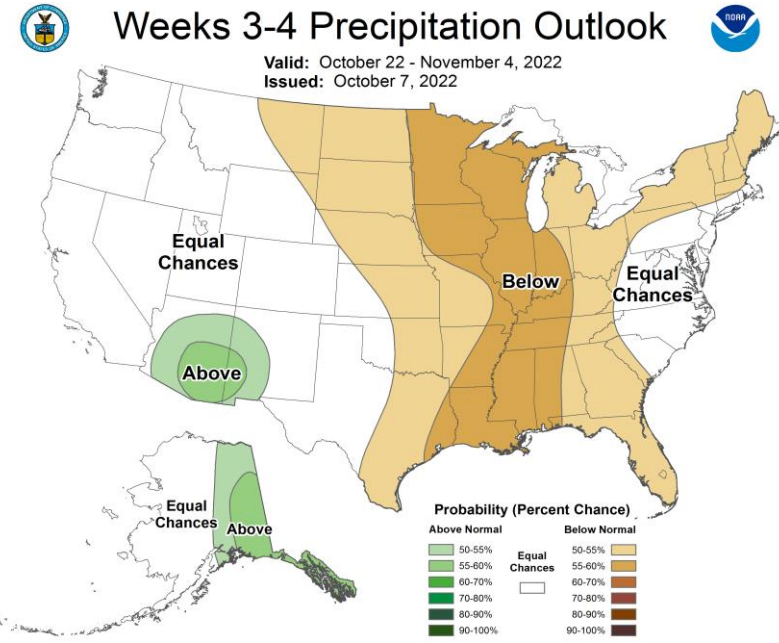 Weeks 3-4 Precipitation Outlook
NOAA
Valid: October 22 - November 4, 2022
Issued: October 7, 2022
Equal
Chances
Below
Equal
Chances
Above
Equal
Chances
Above
Probability (Percent Chance)
Above Normal
Below Normal
Equal
Chances
50-55%
55-60%
60-70%
70-80%
80-90%
90-100%
50-55%
55-60%
60-70%
70-80%
80-90%
90-100%